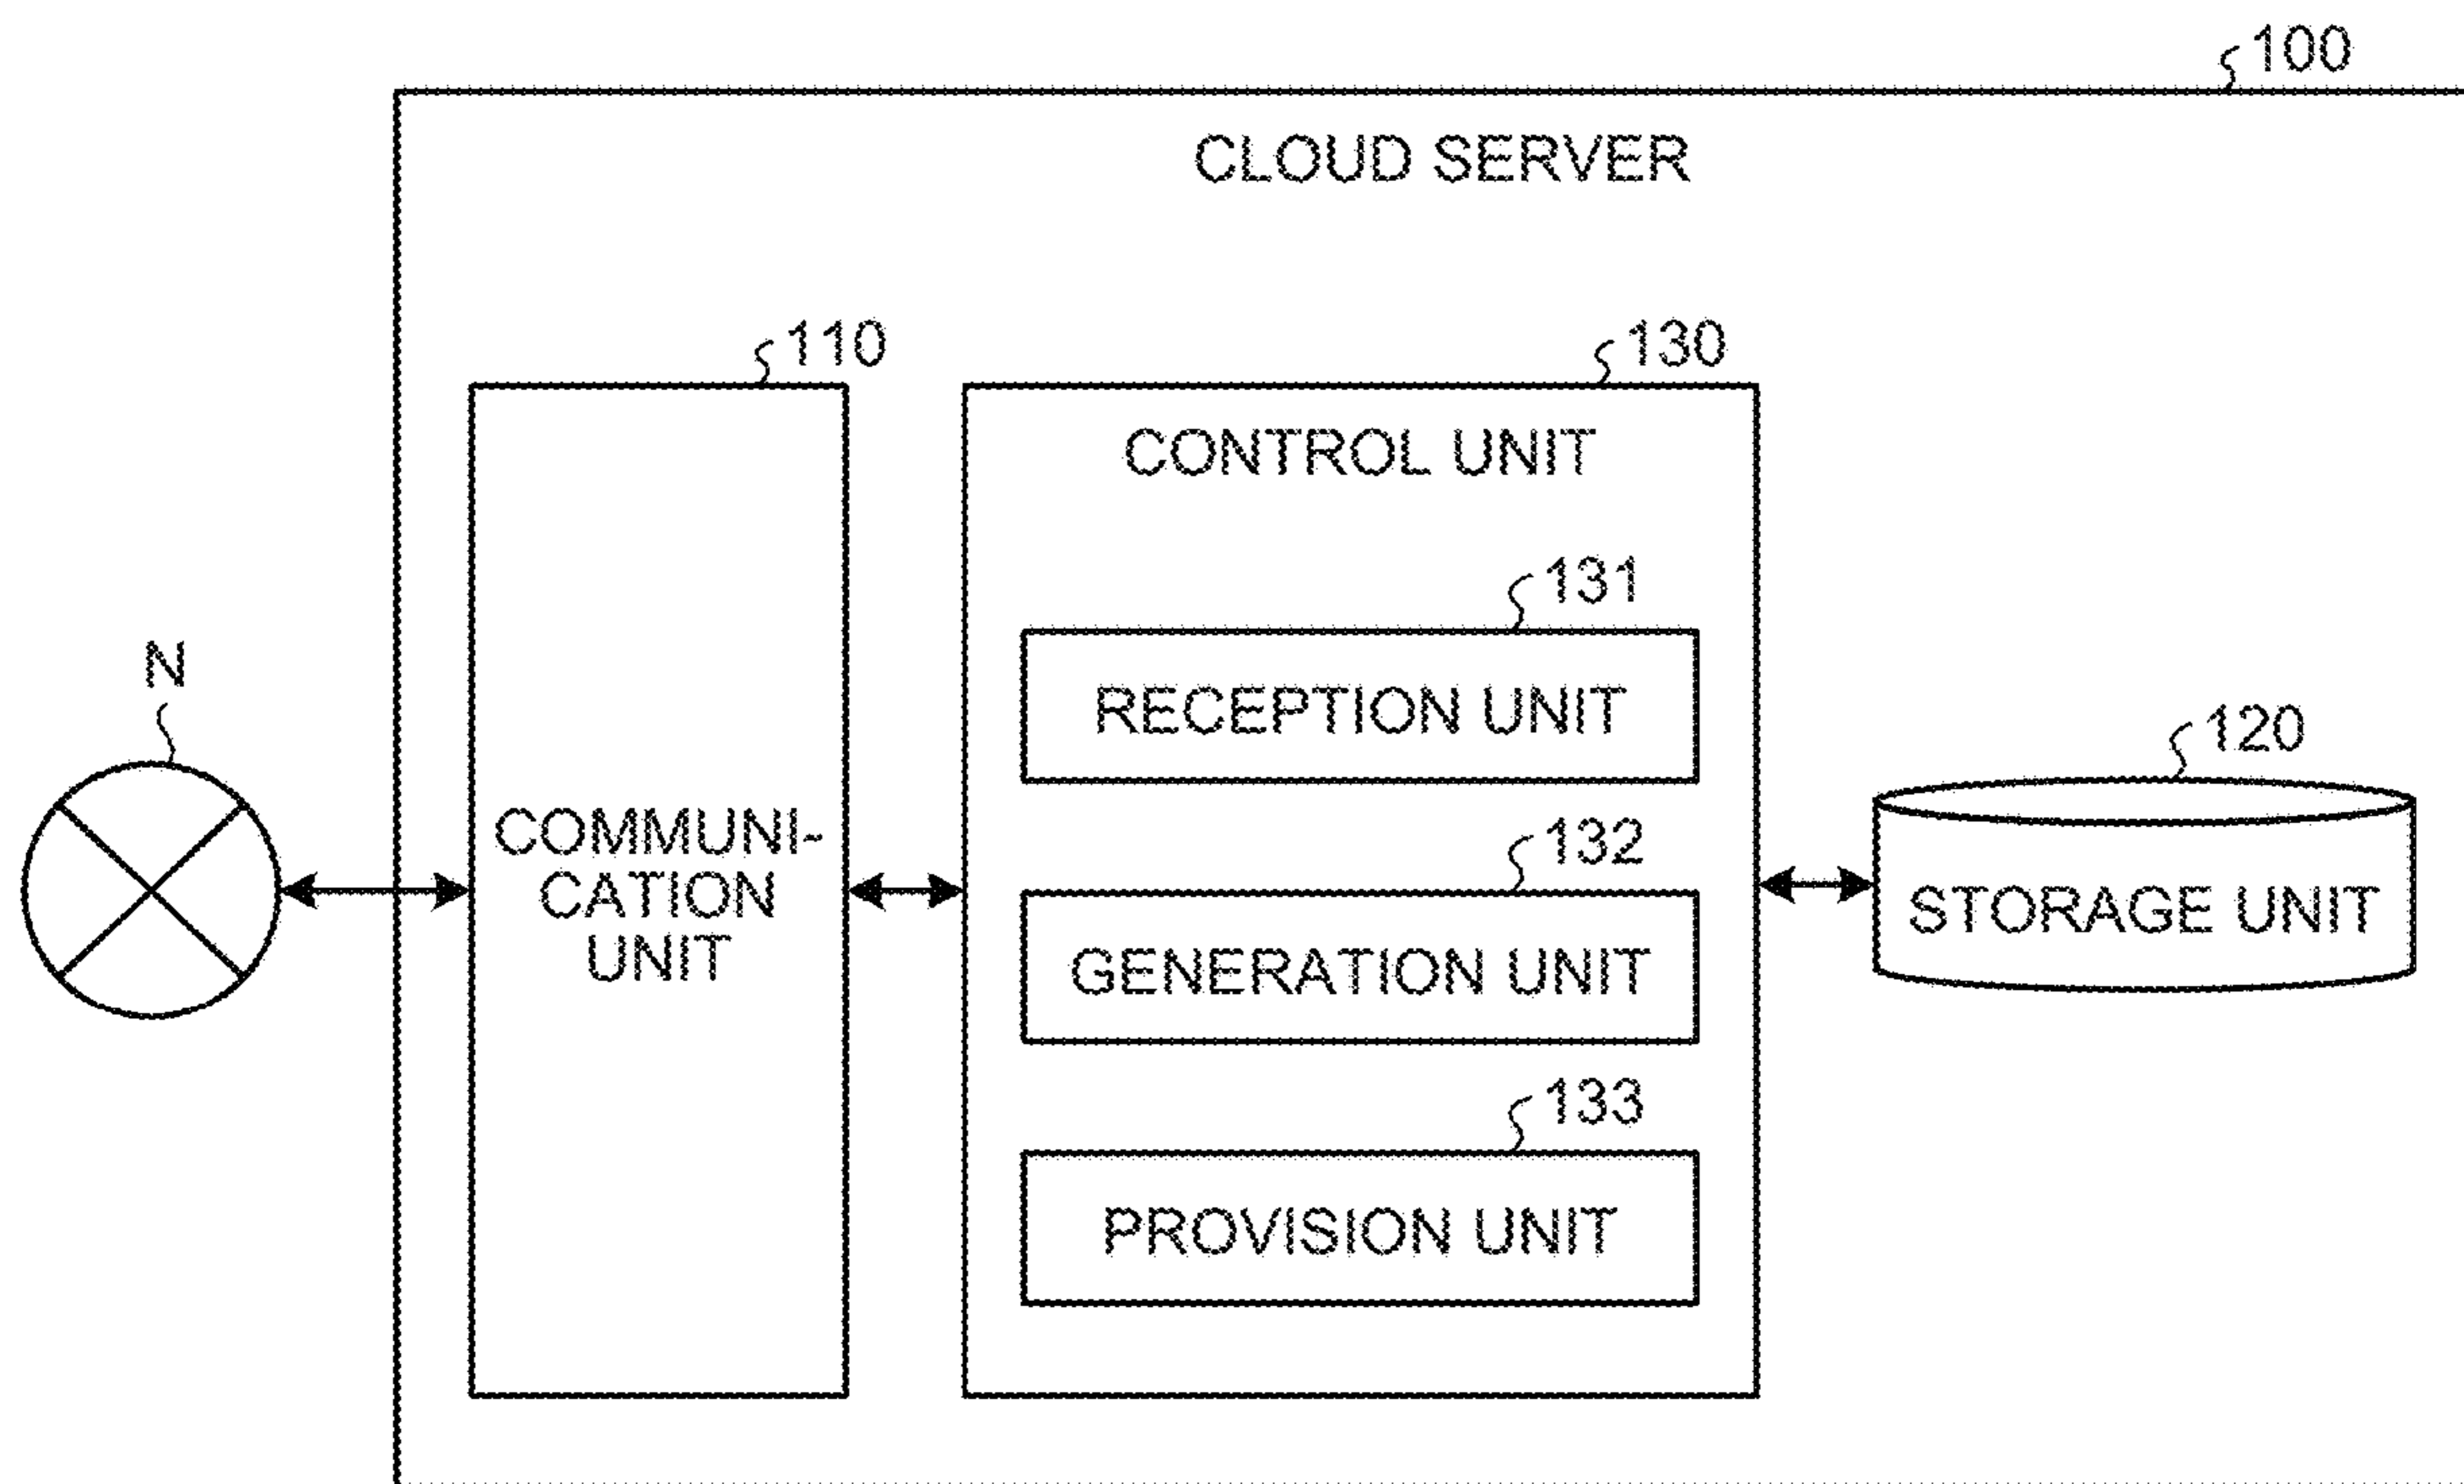 100
CLOUD SERVER
110
130
CONTROL UNIT
131
RECEPTION UNIT
N
120
COMMUNI-
CATION
UNIT
132
STORAGE UNIT
GENERATION UNIT
133
PROVISION UNIT